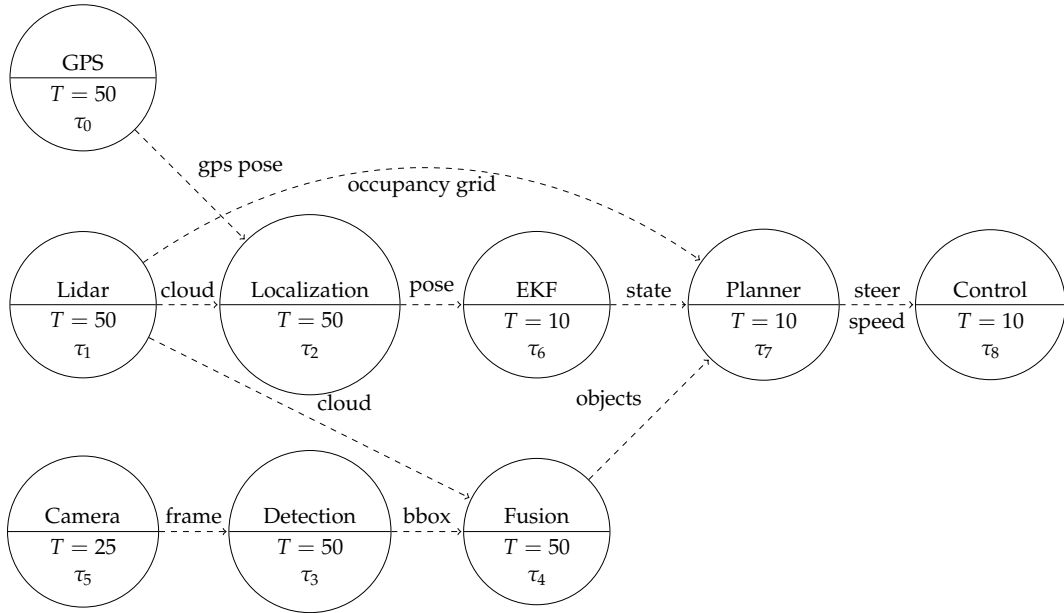 GPS
T = 50
τ0
gps pose
occupancy grid
Lidar
T = 50
τ1
cloud
Localization
T = 50
τ2
pose
EKF
T = 10
τ6
state
Planner
T = 10
τ7
steer
speed
Control
T = 10
τ8
cloud
objects
Camera
T = 25
τ5
frame
Detection
T = 50
τ3
bbox
Fusion
T = 50
τ4